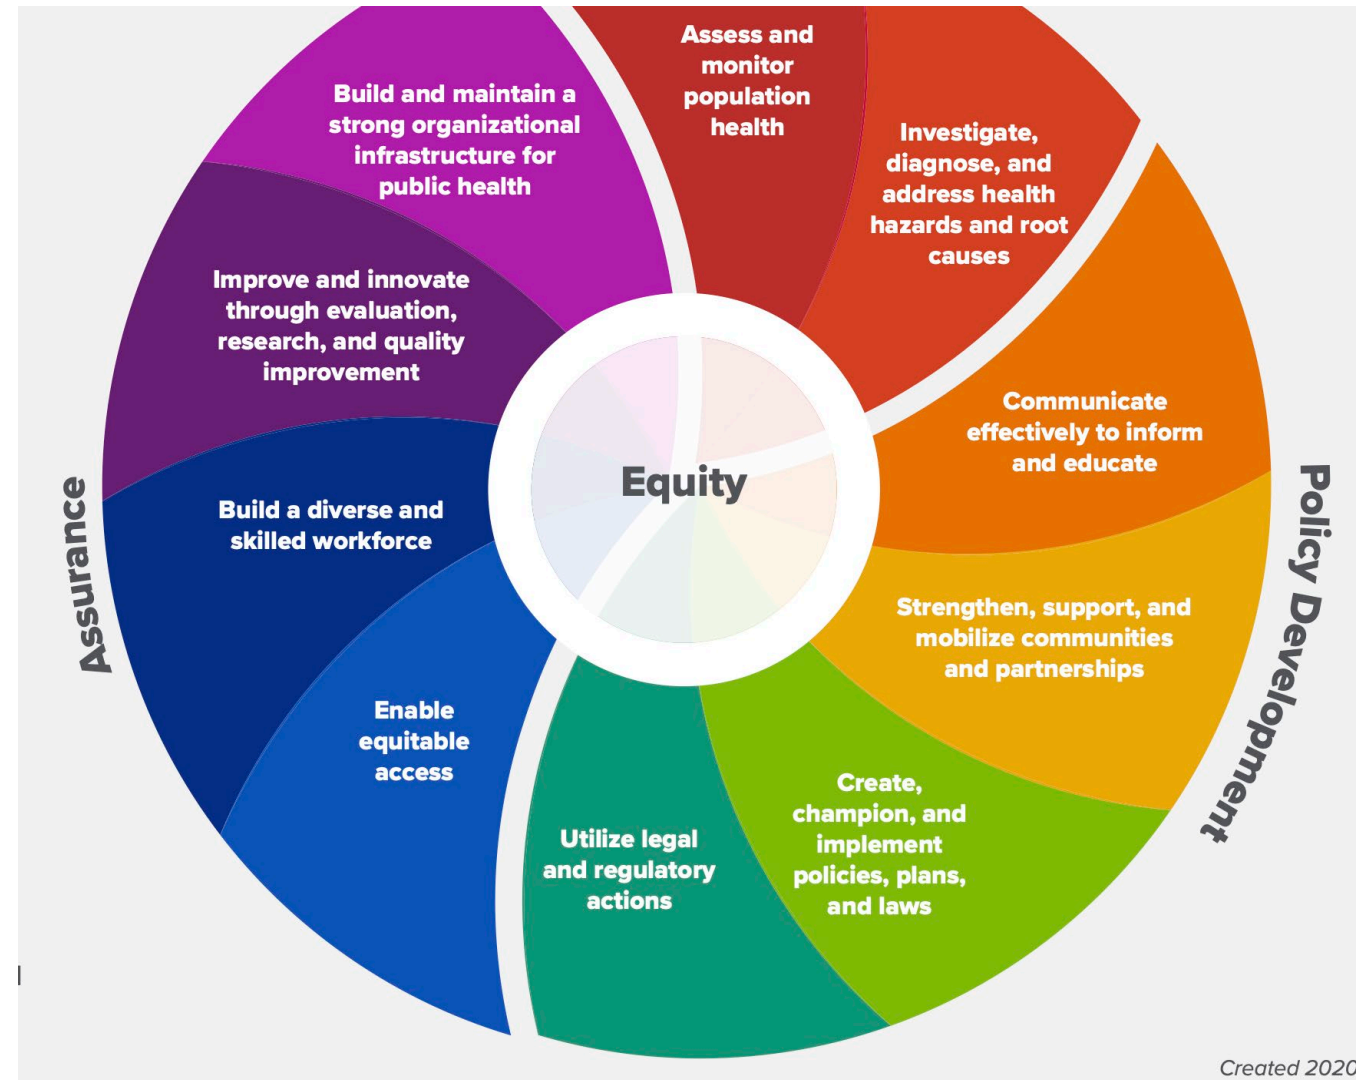 Assess and
monitor
population
health
Investigate,
diagnose, and
address health
hazards and root
causes
Communicate
effectively to inform
and educate
Strengthen, support, and
mobilize communities
and partnerships
Create,
champion, and
implement
policies, plans,
and laws
Utilize legal
and regulatory
actions
Enable
equitable
access
Build a diverse and
skilled workforce
Improve and innovate
through evaluation,
research, and quality
improvement
Build and maintain a
strong organizational
infrastructure for
public health
Equity
Assurance
Policy Development
Created 2020